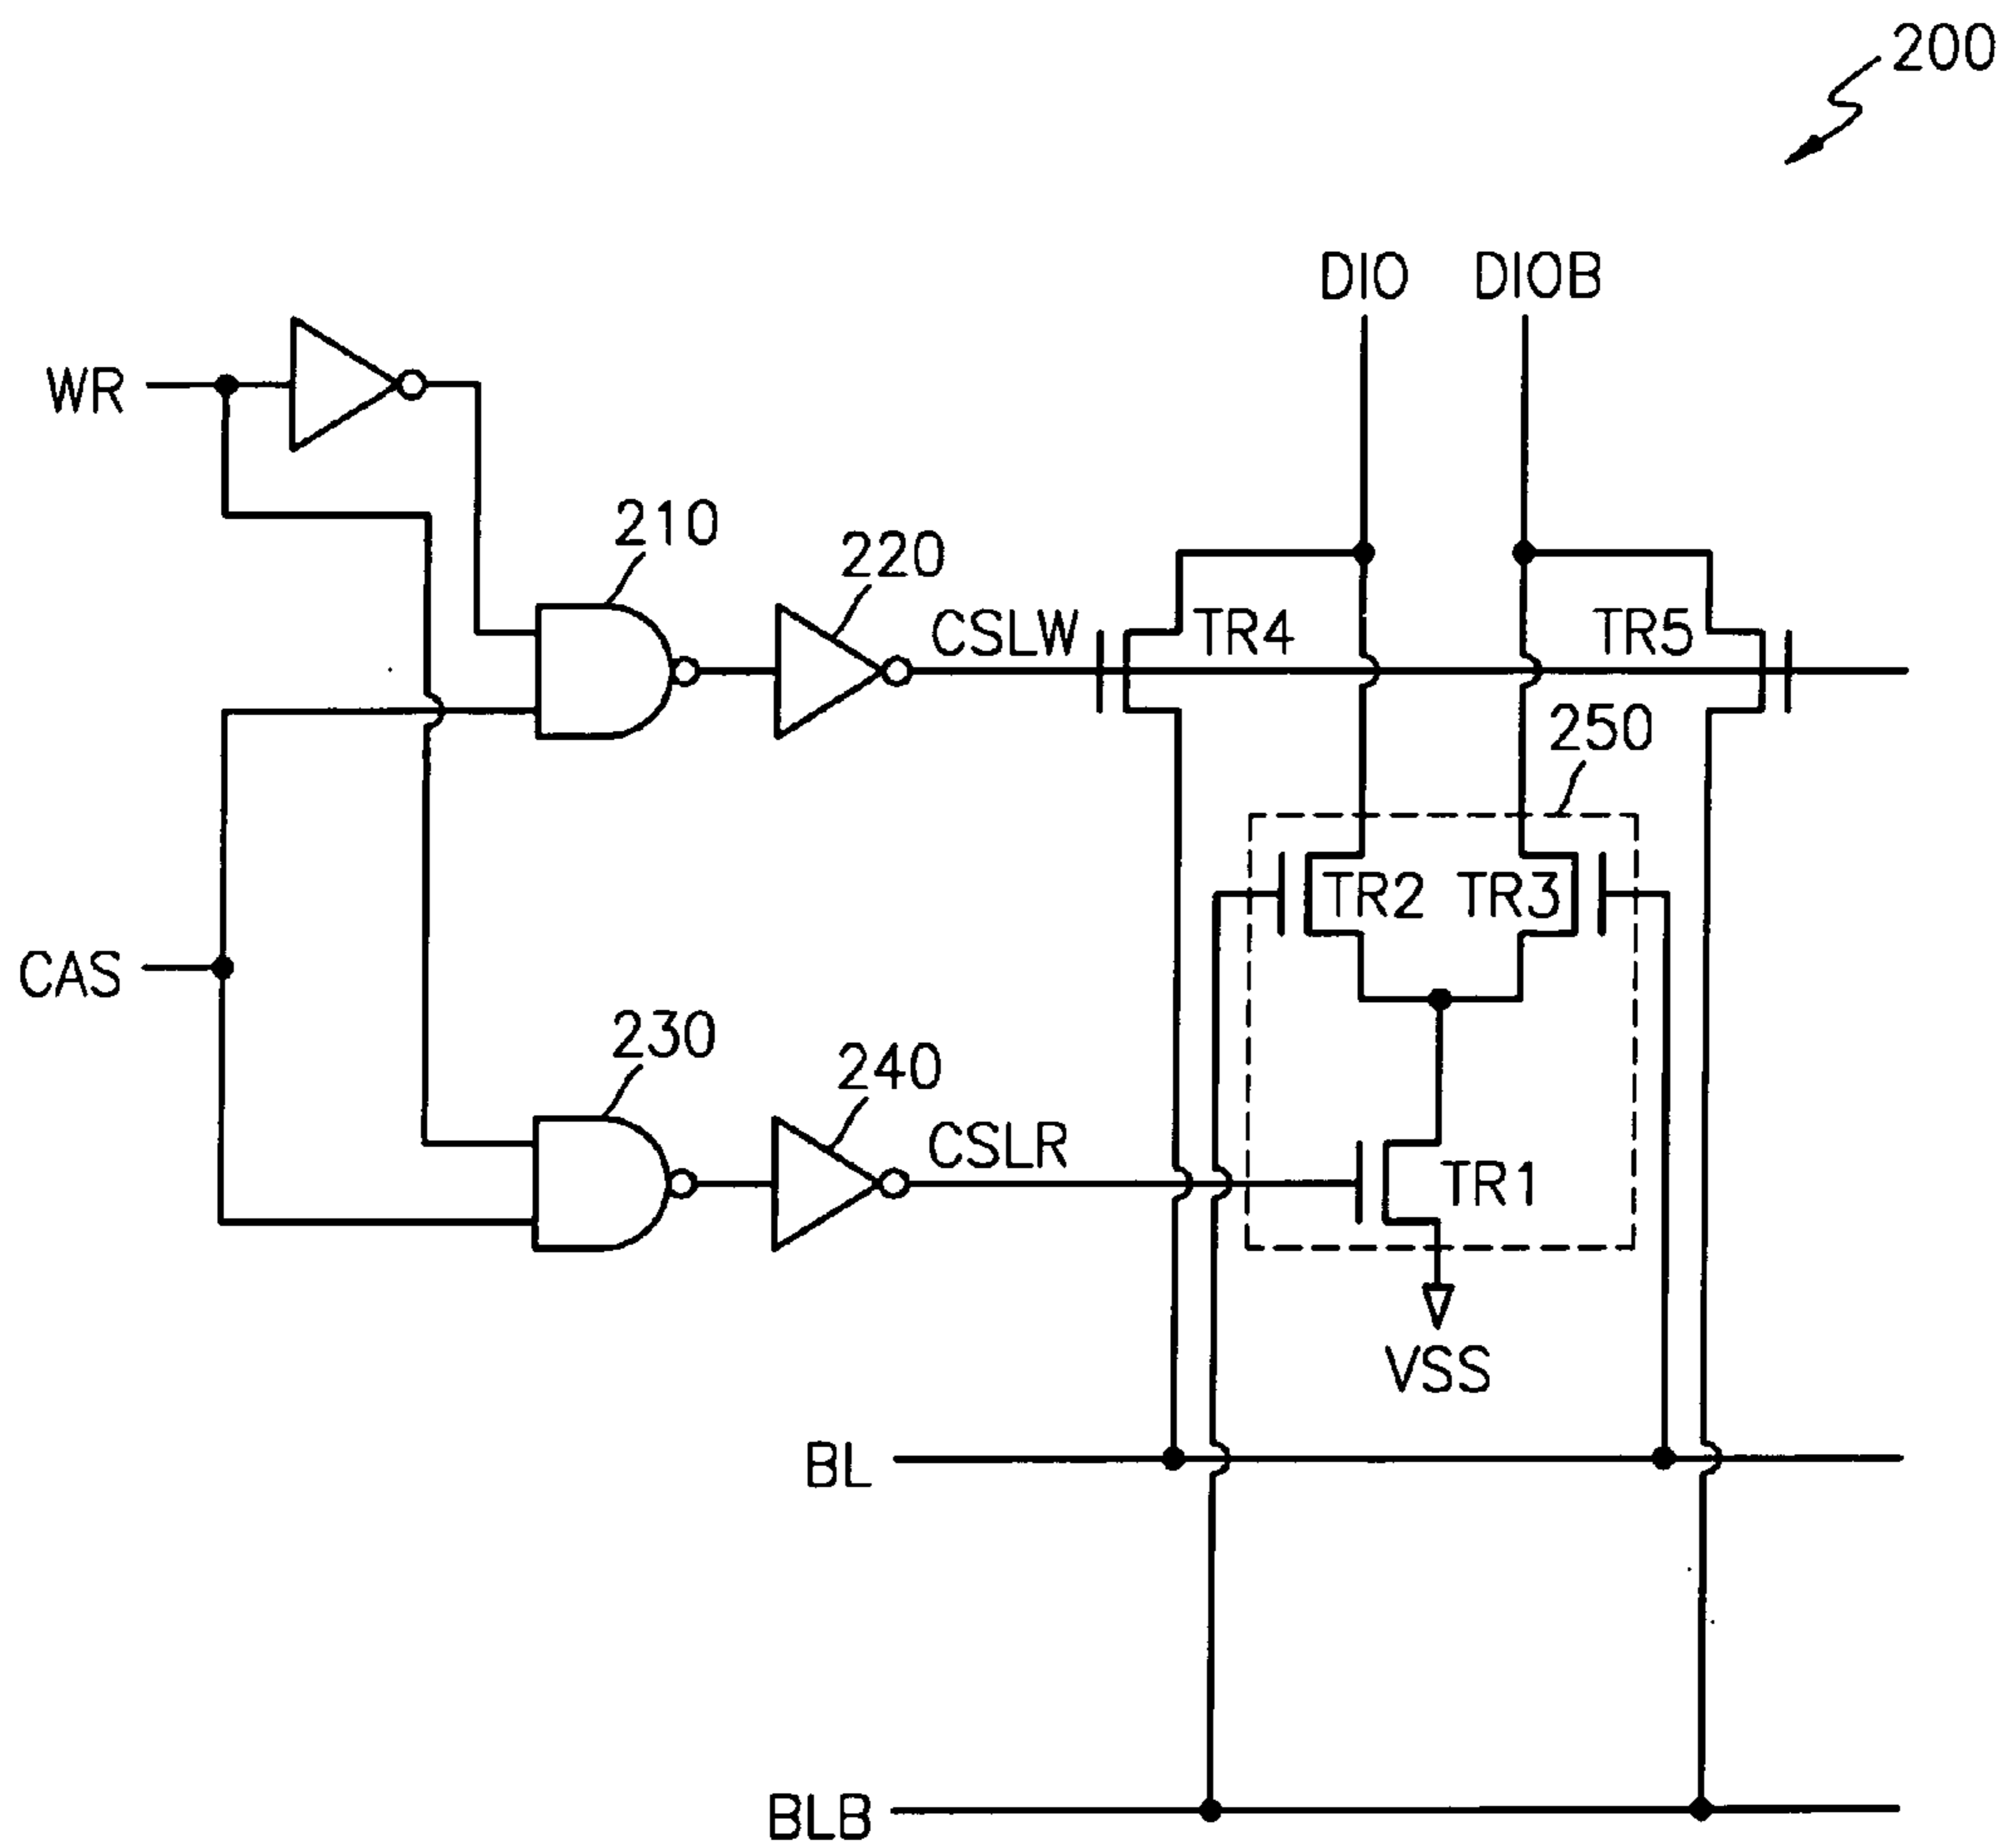 200
DIO
DIOB
WR
210
220
CSLW
TR4
TR5
250
TR2
TR3
CAS
230
240
CSLR
TR1
VSS
BL
BLB